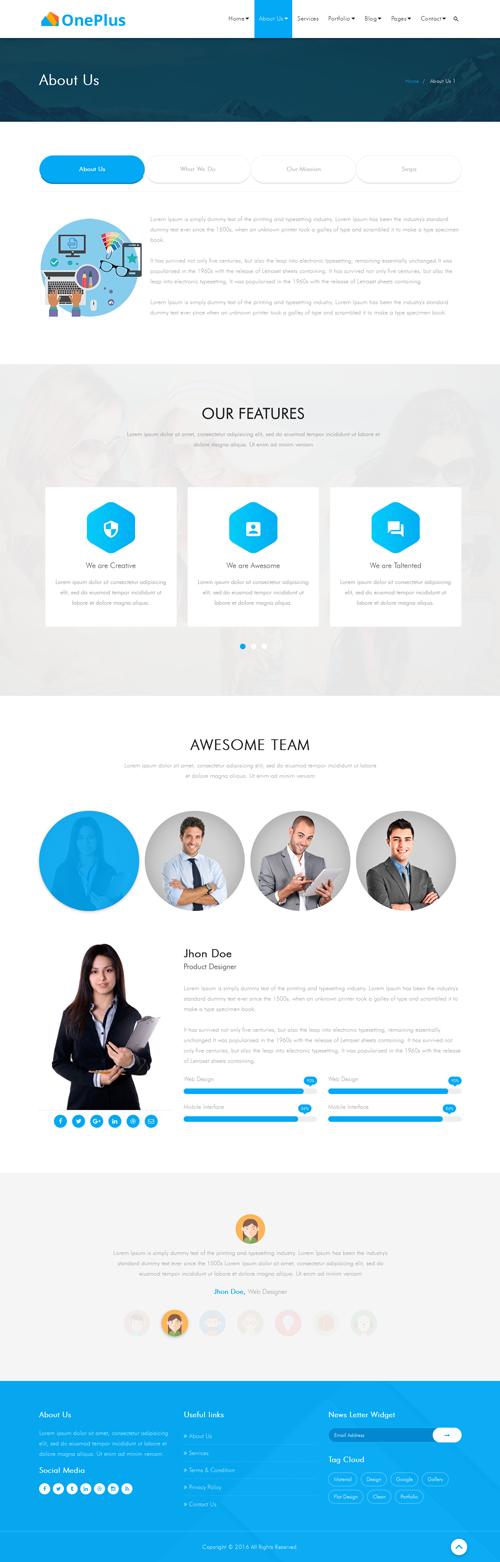 OnePlus
Home About Us Services Portfolio Blog Pages Contact
About Us
Home / About Us 1
About Us What We Do Our Mission Swips
Lorem Ipsum is simply dummy text of the printing and typesetting industry. Lorem Ipsum has been the industry's standard
dummy text ever since the 1500s, when an unknown printer took a galley of type and scrambled it to make a type specimen
book.
It has survived not only five centuries, but also the leap into electronic typesetting, remaining essentially unchanged. It was
popularised in the 1960s with the release of Letraset sheets containing. It has survived not only five centuries, but also the
leap into electronic typesetting, It was popularised in the 1960s with the release of Letraset sheets containing.
Lorem Ipsum is simply dummy text of the printing and typesetting industry. Lorem Ipsum has been the industry's standard
dummy text ever since when an unknown printer took a galley of type and scrambled it to make a type specimen book.
OUR FEATURES
Lorem ipsum dolor sit amet, consectetur adipisicing elit, sed do eiusmod tempor incididunt ut labore et
dolore magna aliqua. Ut enim ad minim veniam
We are Creative
Lorem ipsum dolor sit consectetur adipisicing
elit, sed do eiusmod tempor incididunt ut
labore et dolore magna aliqua.
We are Awesome
Lorem ipsum dolor sit consectetur adipisicing
elit, sed do eiusmod tempor incididunt ut
labore et dolore magna aliqua.
We are Taltented
Lorem ipsum dolor sit consectetur adipisicing
elit, sed do eiusmod tempor incididunt ut
labore et dolore magna aliqua.
AWESOME TEAM
Lorem ipsum dolor sit amet, consectetur adipisicing elit, sed do eiusmod tempor incididunt ut labore
et dolore magna aliqua. Ut enim ad minim veniam
Jhon Doe
Product Designer
Lorem Ipsum is simply dummy text of the printing and typesetting industry. Lorem Ipsum has been the industry's
standard dummy text ever since the 1500s, when an unknown printer took a galley of type and scrambled it to
make a type specimen book.
It has survived not only five centuries, but also the leap into electronic typesetting, remaining essentially
unchanged It was popularised in the 1960s with the release of Letraset sheets containing. It has survived not
only five centuries, but also the leap into electronic typesetting, It was popularised in the 1960s with the release
of Letraset sheets containing.
Web Design 90% Web Design 90%
Mobile Interface 86% Mobile Interface 86%
Lorem Ipsum is simply dummy text of the printing and typesetting industry. Lorem Ipsum has been the industry's
standard dummy text ever since the 1500s Lorem ipsum dolor sit amet, consectetur adipisicing elit, sed do
eiusmod tempor incididunt ut labore et dolore magna aliqua. Ut enim ad minim veniam
Jhon Doe, Web Designer
About Us
Lorem ipsum dolor sit amet, consectetur adipisicing
elit, sed do eiusmod tempor incididunt ut
labore et dolore magna aliqua. Ut enim ad minim
Social Media
Useful links
» About Us
» Services
» Terms & Condition
» Privacy Policy
» Contact Us
News Letter Widget
Email Address
Tag Cloud
Material Design Google Gallery
Flat Design Clean Portfolio
Copyright © 2016 All Rights Reserved.